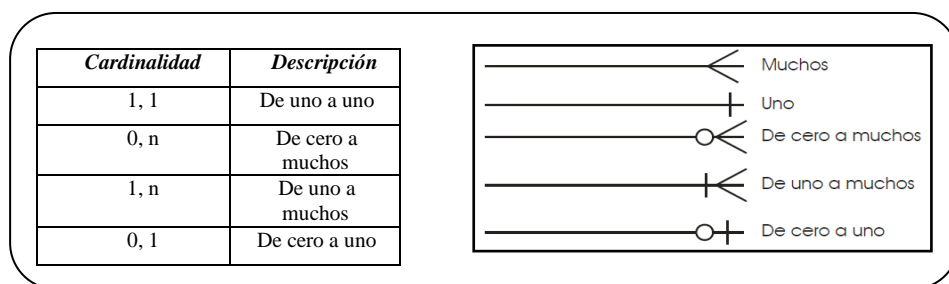 Cardinalidad Descripción
1, 1 De uno a uno
0, n De cero a
muchos
1, n De uno a
muchos
0, 1 De cero a uno
Muchos
Uno
De cero a muchos
De uno a muchos
De cero a uno